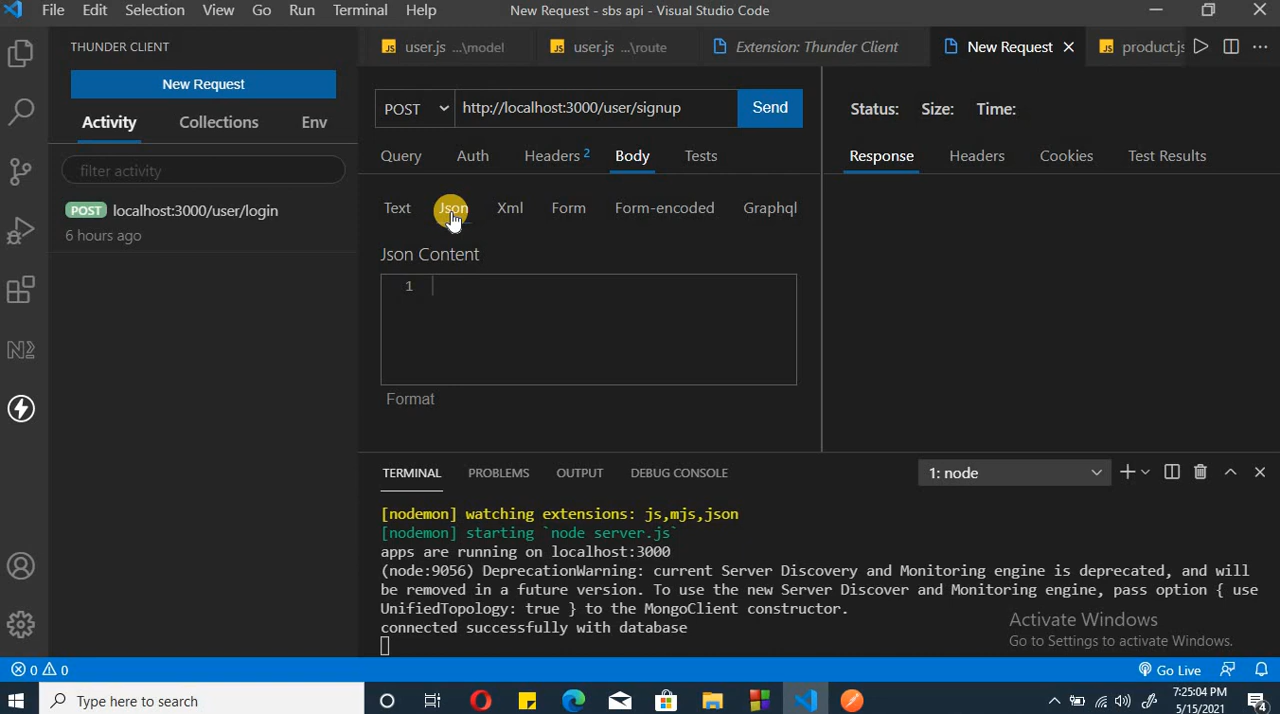 File Edit Selection View Go Run Terminal Help New Request - sbs api - Visual Studio Code
THUNDER CLIENT
New Request
Activity Collections Env
filter activity
POST localhost:3000/user/login
6 hours ago
user.js ...\model user.js ...\route Extension: Thunder Client New Request product.js
POST http://localhost:3000/user/signup Send
Query Auth Headers 2 Body Tests
Text Json Xml Form Form-encoded Graphql
Json Content
1
Format
Status: Size: Time:
Response Headers Cookies Test Results
TERMINAL PROBLEMS OUTPUT DEBUG CONSOLE 1: node
[nodemon] watching extensions: js,mjs,json
[nodemon] starting `node server.js`
apps are running on localhost:3000
(node:9056) DeprecationWarning: current Server Discovery and Monitoring engine is deprecated, and will
be removed in a future version. To use the new Server Discover and Monitoring engine, pass option { use
UnifiedTopology: true } to the MongoClient constructor.
connected successfully with database
Activate Windows
Go to Settings to activate Windows.
0 0 Go Live
Type here to search
7:25:04 PM
5/15/2021
4